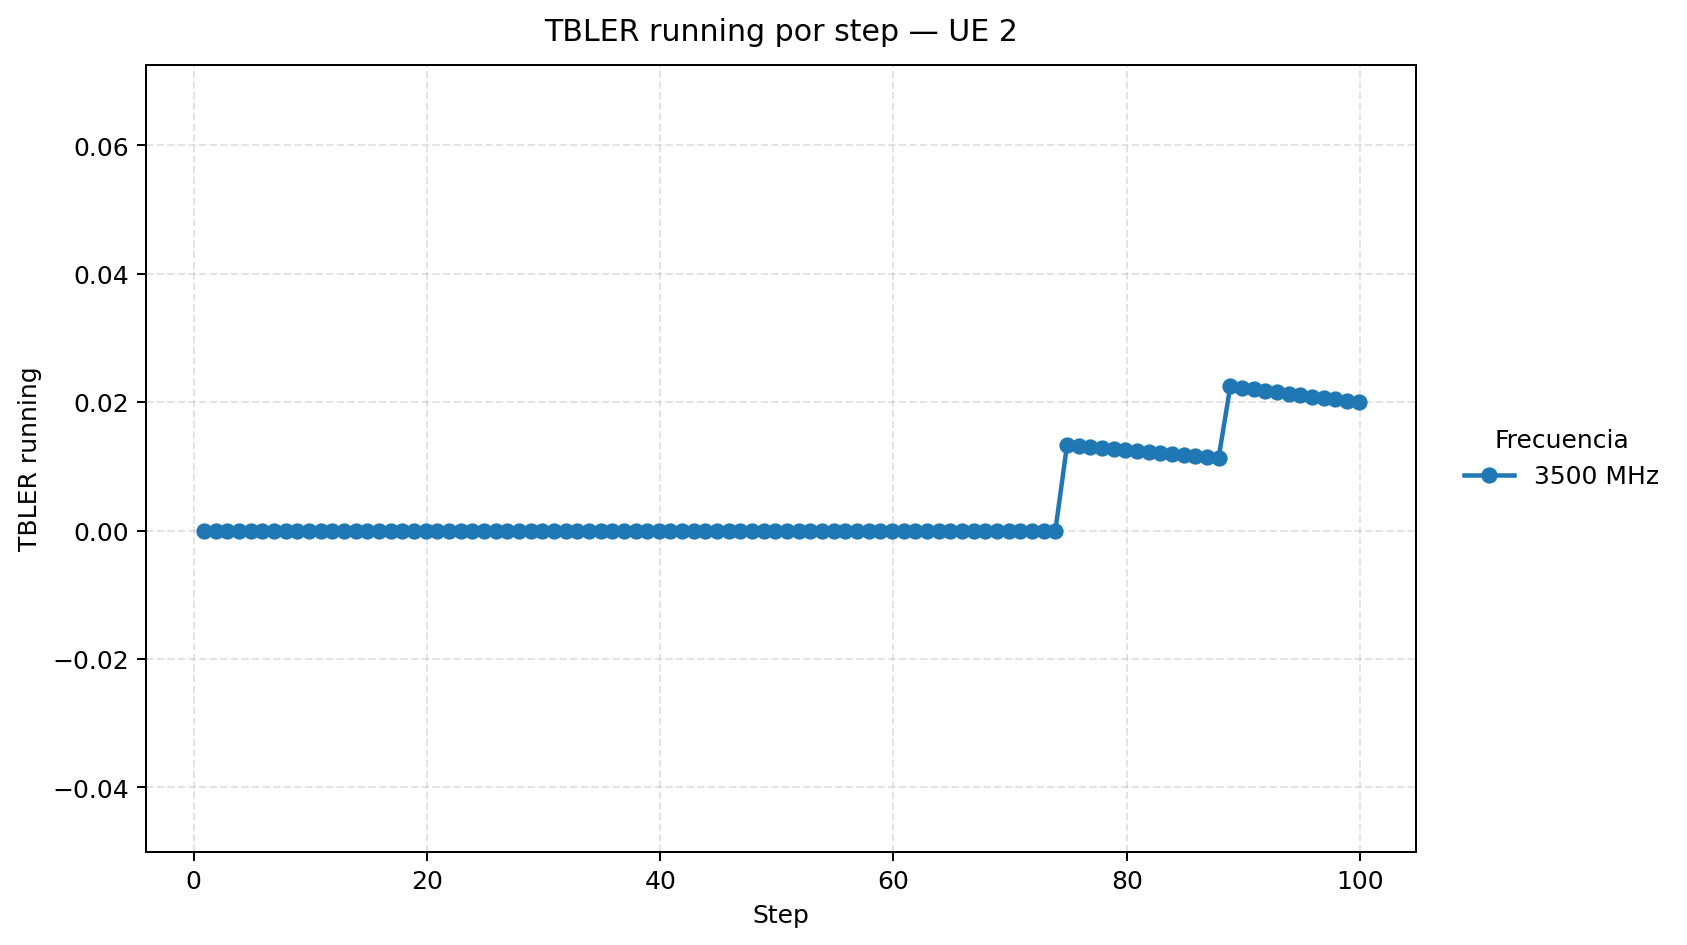 TBLER running por step — UE 2
0.06
0.04
0.02
0.00
−0.02
−0.04
TBLER running
0
20
40
60
80
100
Step
Frecuencia
3500 MHz